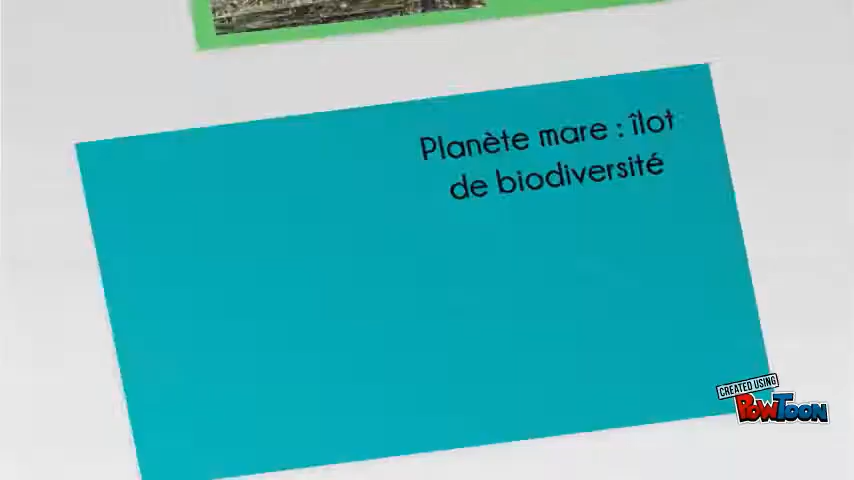 Planète mare : îlot
de biodiversité
CREATED USING
POWTOON